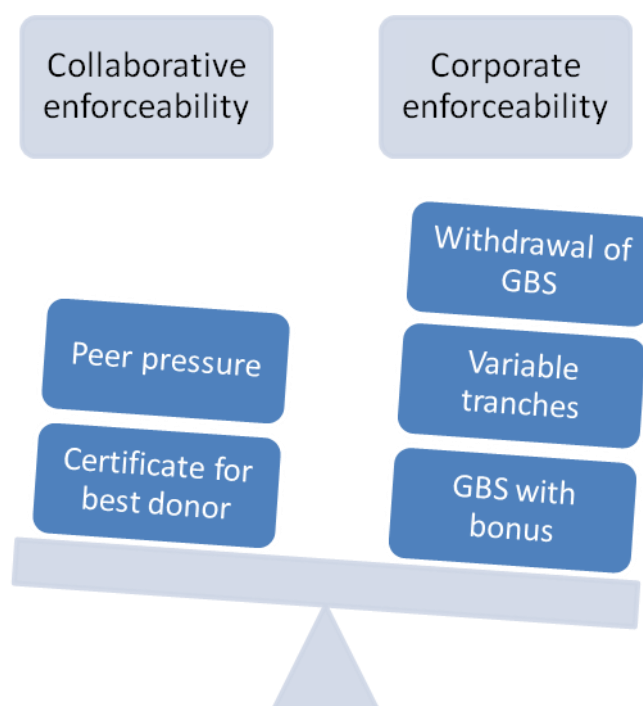 Collaborative
enforceability
Corporate
enforceability
Withdrawal of
GBS
Peer pressure
Variable
tranches
Certificate for
best donor
GBS with
bonus